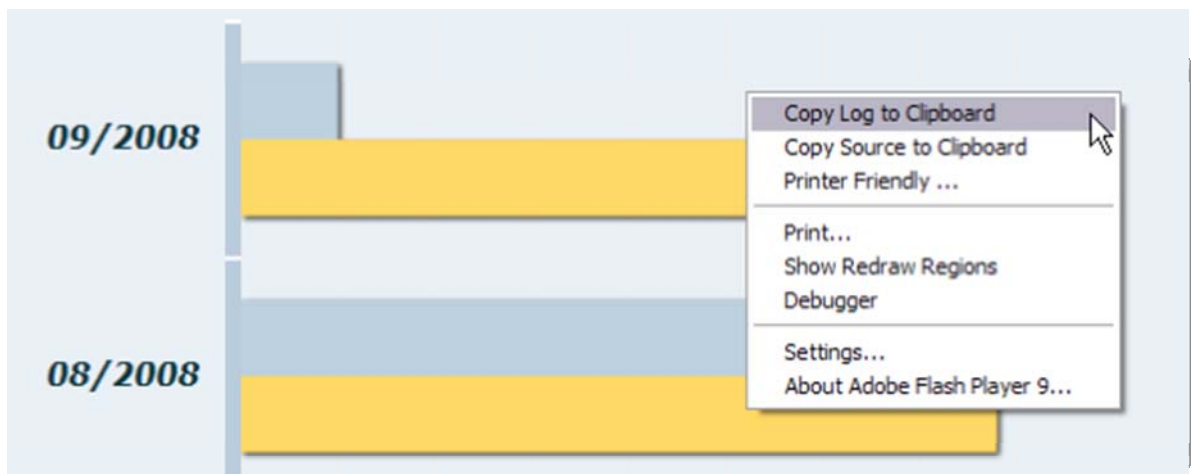 09/2008
Copy Log to Clipboard
Copy Source to Clipboard
Printer Friendly ...
Print...
Show Redraw Regions
Debugger
08/2008
Settings...
About Adobe Flash Player 9...